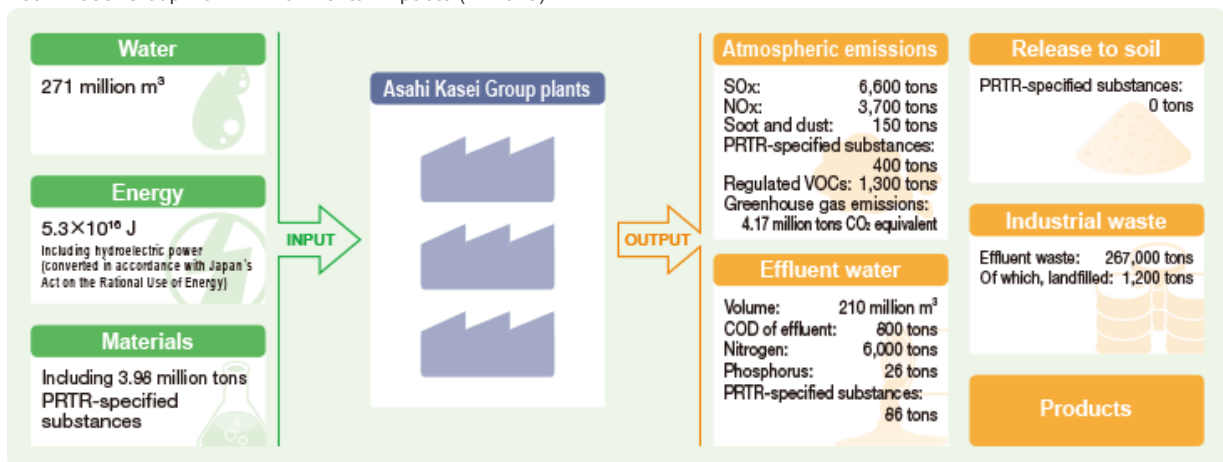 Water
271 million m³
Energy
5.3×10¹⁶ J
Including hydroelectric power
(converted in accordance with Japan's
Act on the Rational Use of Energy)
Materials
Including 3.98 million tons
PRTR-specified
substances
INPUT
Asahi Kasei Group plants
OUTPUT
Atmospheric emissions
SOx: 6,600 tons
NOx: 3,700 tons
Soot and dust: 150 tons
PRTR-specified substances:
400 tons
Regulated VOCs: 1,300 tons
Greenhouse gas emissions:
4.17 million tons CO₂ equivalent
Effluent water
Volume: 210 million m³
COD of effluent: 800 tons
Nitrogen: 6,000 tons
Phosphorus: 26 tons
PRTR-specified substances:
86 tons
Release to soil
PRTR-specified substances:
0 tons
Industrial waste
Effluent waste: 267,000 tons
Of which, landfilled: 1,200 tons
Products